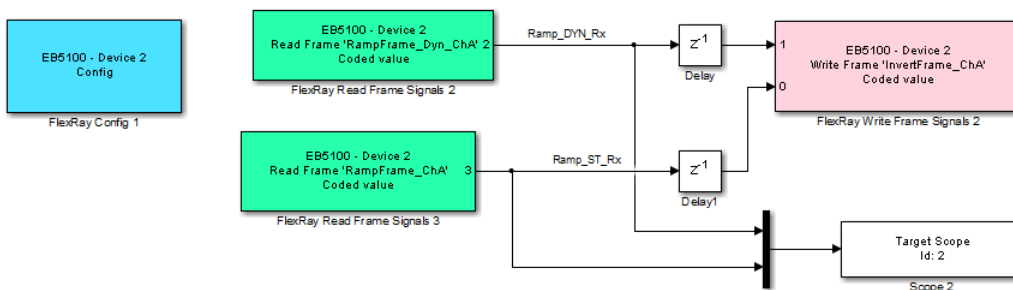 EB5100 - Device 2
Config
FlexRay Config 1
EB5100 - Device 2
Read Frame 'RampFrame_Dyn_ChA' 2
Coded value
FlexRay Read Frame Signals 2
Ramp_DYN_Rx
z-1
Delay
1
0
EB5100 - Device 2
Write Frame 'InvertFrame_ChA'
Coded value
FlexRay Write Frame Signals 2
EB5100 - Device 2
Read Frame 'RampFrame_ChA' 3
Coded value
FlexRay Read Frame Signals 3
Ramp_ST_Rx
z-1
Delay1
Target Scope
Id: 2
Scope 2